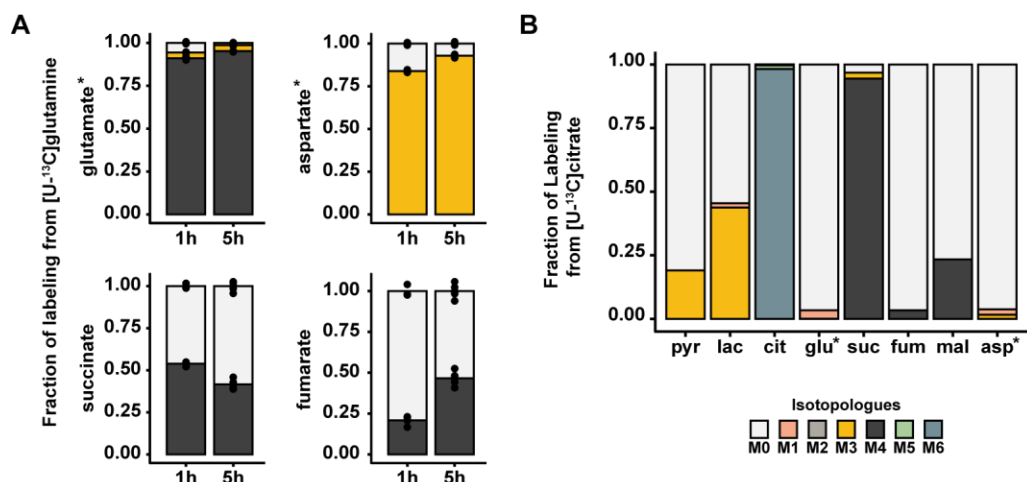 A
B
Fraction of labeling from [U-¹³C]glutamine
glutamate*
1.00
0.75
0.50
0.25
0.00
1h 5h
aspartate*
1.00
0.75
0.50
0.25
0.00
1h 5h
succinate
1.00
0.75
0.50
0.25
0.00
1h 5h
fumarate
1.00
0.75
0.50
0.25
0.00
1h 5h
Fraction of Labeling
from [U-¹³C]citrate
1.00
0.75
0.50
0.25
0.00
pyr lac cit glu* suc fum mal asp*
Isotopologues
M0 M1 M2 M3 M4 M5 M6